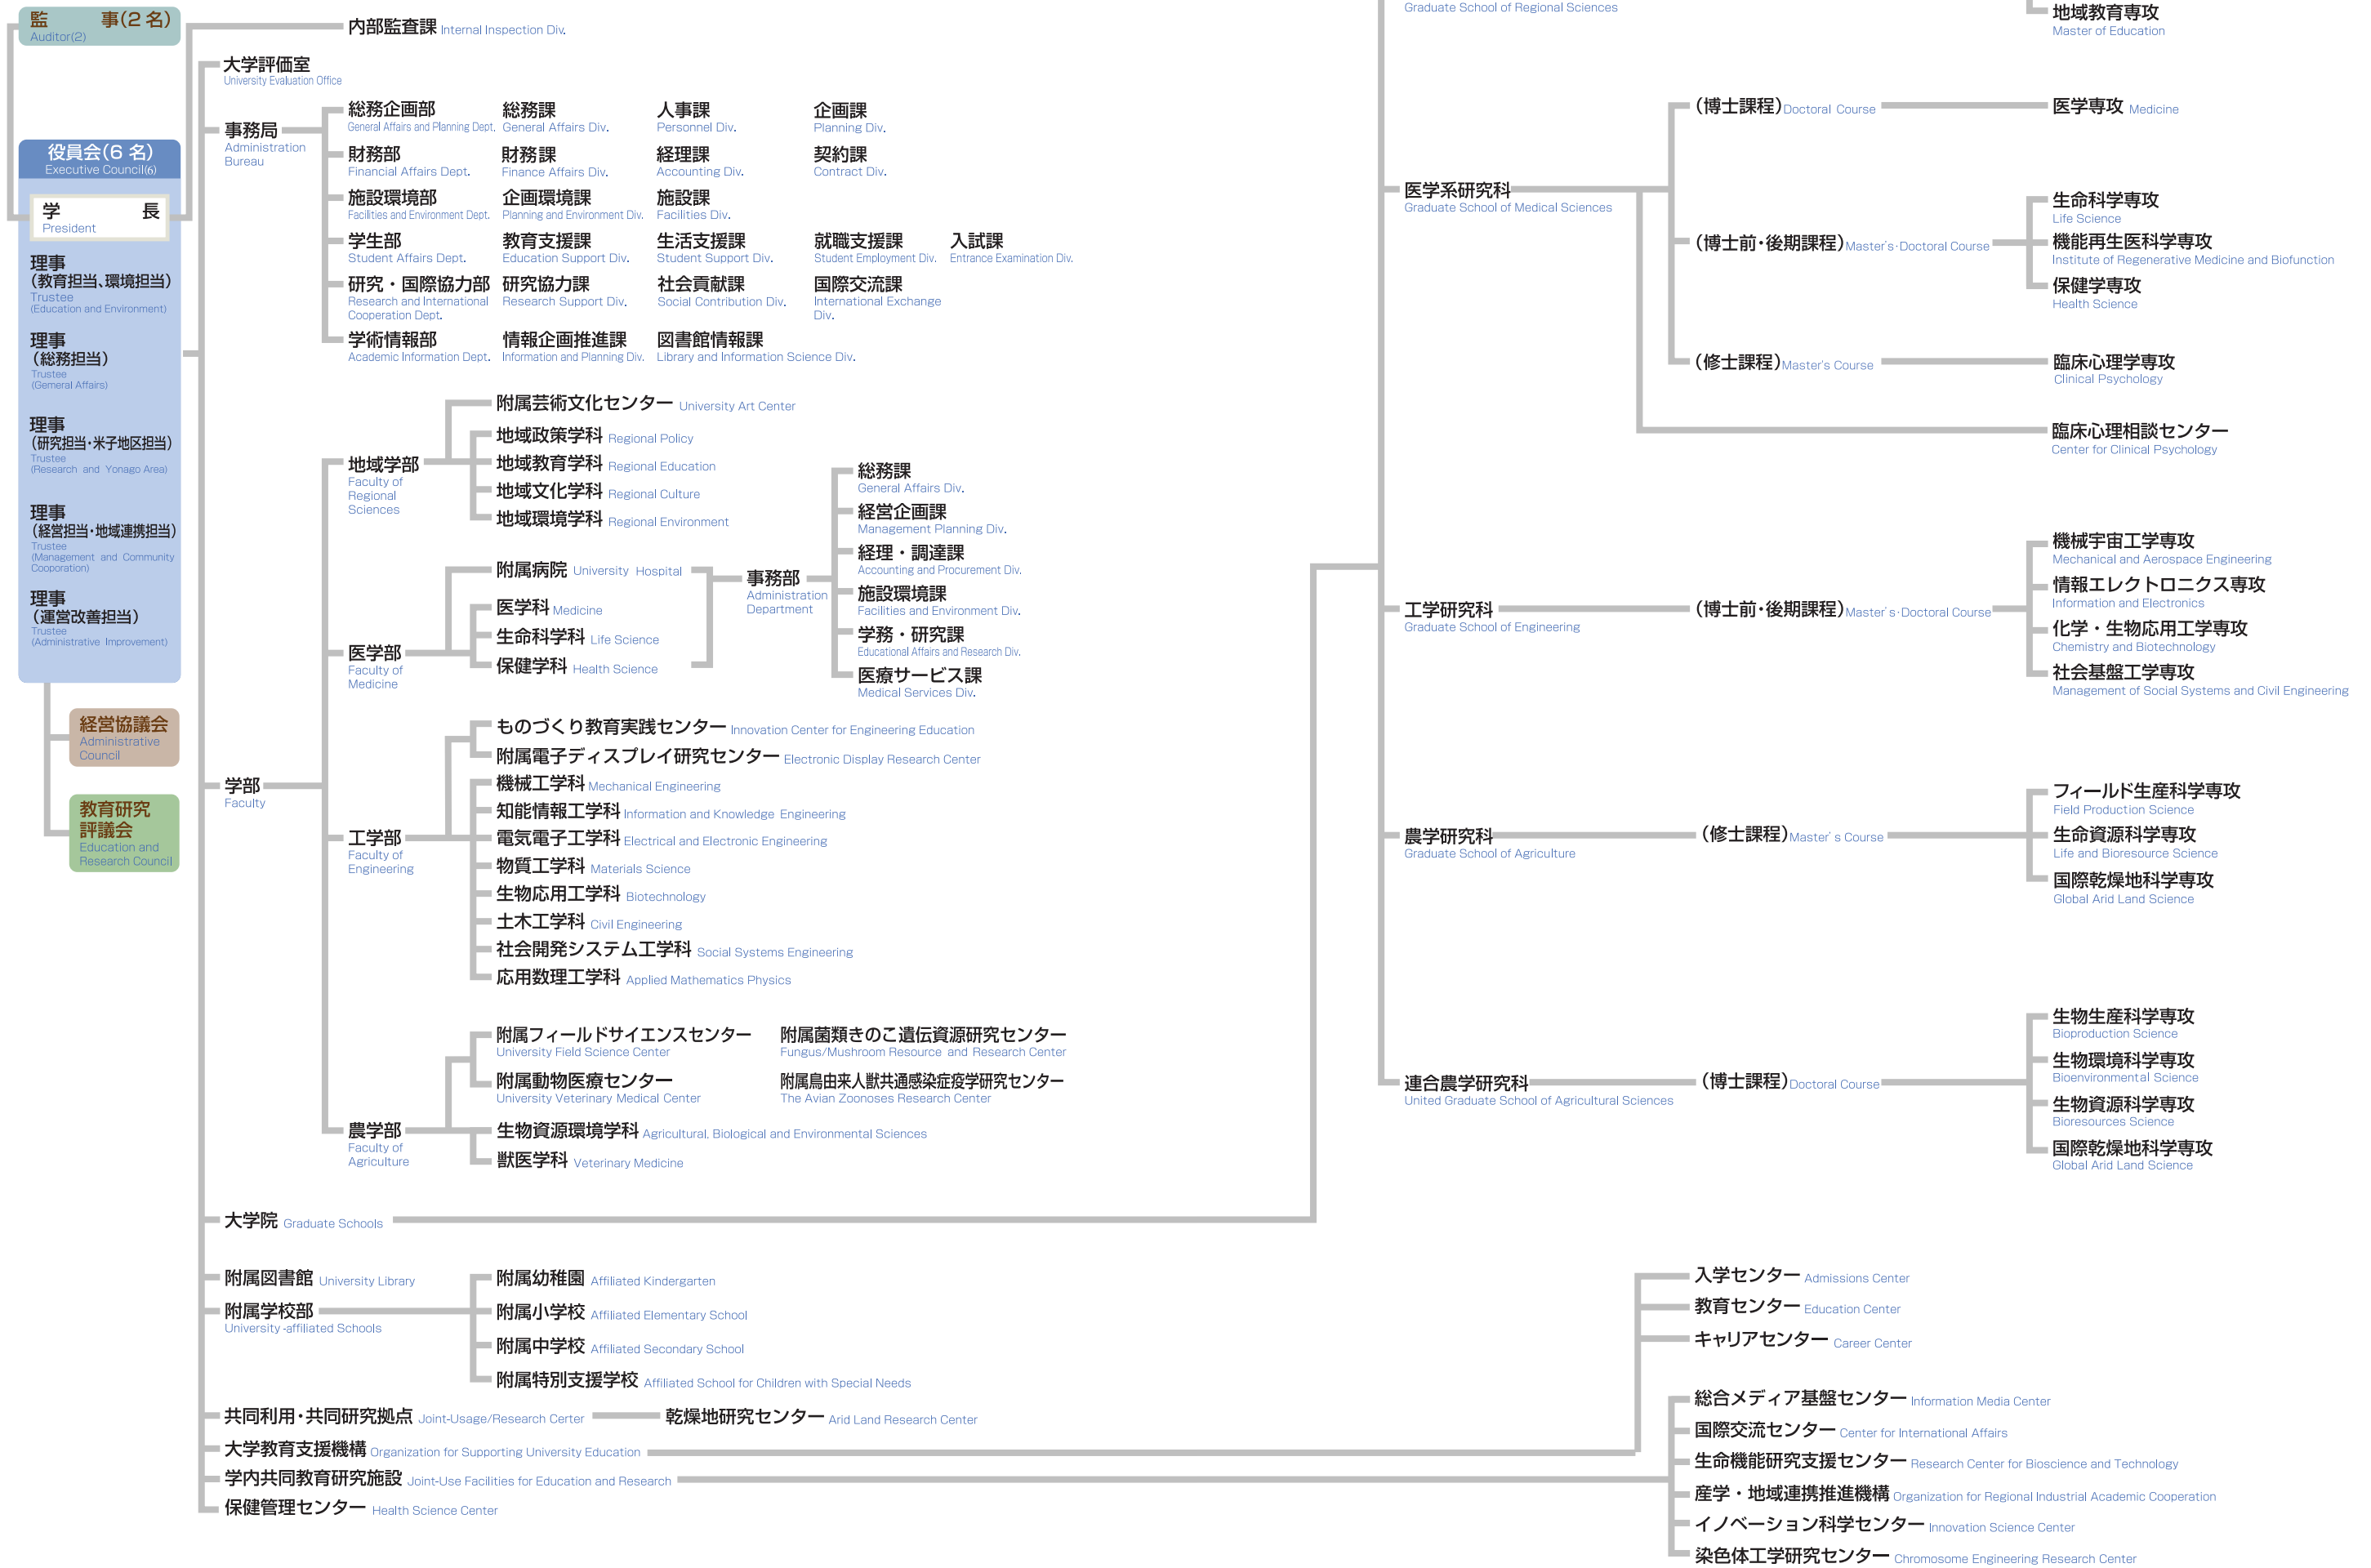 監　事(2名)
Auditor(2)
役員会(6 名)
Executive Council(6)
学　長
President
理事
(教育担当、環境担当)
Trustee
(Education and Environment)
理事
(総務担当)
Trustee
(Gemeral Affairs)
理事
(研究担当・米子地区担当)
Trustee
(Research and Yonago Area)
理事
(経営担当・地域連携担当)
Trustee
(Management and Community
Cooporation)
理事
(運営改善担当)
Trustee
(Administrative Improvement)
経営協議会
Administrative
Council
教育研究
評議会
Education and
Research Council
内部監査課 Internal Inspection Div.
大学評価室
University Evaluation Office
事務局
Administration
Bureau
総務企画部 総務課 人事課 企画課
General Affairs and Planning Dept. General Affairs Div. Personnel Div. Planning Div.
財務部 財務課 経理課 契約課
Financial Affairs Dept. Finance Affairs Div. Accounting Div. Contract Div.
施設環境部 企画環境課 施設課
Facilities and Environment Dept. Planning and Environment Div. Facilities Div.
学生部 教育支援課 生活支援課 就職支援課 入試課
Student Affairs Dept. Education Support Div. Student Support Div. Student Employment Div. Entrance Examination Div.
研究・国際協力部 研究協力課 社会貢献課 国際交流課
Research and International Research Support Div. Social Contribution Div. International Exchange
Cooperation Dept. Div.
学術情報部 情報企画推進課 図書館情報課
Academic Information Dept. Information and Planning Div. Library and Information Science Div.
学部
Faculty
地域学部
Faculty of
Regional
Sciences
附属芸術文化センター University Art Center
地域政策学科 Regional Policy
地域教育学科 Regional Education
地域文化学科 Regional Culture
地域環境学科 Regional Environment
医学部
Faculty of
Medicine
附属病院 University Hospital
医学科 Medicine
生命科学科 Life Science
保健学科 Health Science
事務部
Administration
Department
総務課
General Affairs Div.
経営企画課
Management Planning Div.
経理・調達課
Accounting and Procurement Div.
施設環境課
Facilities and Environment Div.
学務・研究課
Educational Affairs and Research Div.
医療サービス課
Medical Services Div.
工学部
Faculty of
Engineering
ものづくり教育実践センター Innovation Center for Engineering Education
附属電子ディスプレイ研究センター Electronic Display Research Center
機械工学科 Mechanical Engineering
知能情報工学科 Information and Knowledge Engineering
電気電子工学科 Electrical and Electronic Engineering
物質工学科 Materials Science
生物応用工学科 Biotechnology
土木工学科 Civil Engineering
社会開発システム工学科 Social Systems Engineering
応用数理工学科 Applied Mathematics Physics
農学部
Faculty of
Agriculture
附属フィールドサイエンスセンター 附属菌類きのこ遺伝資源研究センター
University Field Science Center Fungus/Mushroom Resource and Research Center
附属動物医療センター 附属鳥由来人獣共通感染症疫学研究センター
University Veterinary Medical Center The Avian Zoonoses Research Center
生物資源環境学科 Agricultural. Biological and Environmental Sciences
獣医学科 Veterinary Medicine
大学院 Graduate Schools
附属図書館 University Library
附属学校部
University-affiliated Schools
附属幼稚園 Affiliated Kindergarten
附属小学校 Affiliated Elementary School
附属中学校 Affiliated Secondary School
附属特別支援学校 Affiliated School for Children with Special Needs
共同利用・共同研究拠点 Joint-Usage/Research Certer 乾燥地研究センター Arid Land Research Center
大学教育支援機構 Organization for Supporting University Education
学内共同教育研究施設 Joint-Use Facilities for Education and Research
保健管理センター Health Science Center
Graduate School of Regional Sciences
地域教育専攻
Master of Education
医学系研究科
Graduate School of Medical Sciences
(博士課程) Doctoral Course 医学専攻 Medicine
(博士前・後期課程) Master's・Doctoral Course
生命科学専攻
Life Science
機能再生医科学専攻
Institute of Regenerative Medicine and Biofunction
保健学専攻
Health Science
(修士課程) Master's Course 臨床心理学専攻
Clinical Psychology
臨床心理相談センター
Center for Clinical Psychology
工学研究科
Graduate School of Engineering
(博士前・後期課程) Master's・Doctoral Course
機械宇宙工学専攻
Mechanical and Aerospace Engineering
情報エレクトロニクス専攻
Information and Electronics
化学・生物応用工学専攻
Chemistry and Biotechnology
社会基盤工学専攻
Management of Social Systems and Civil Engineering
農学研究科
Graduate School of Agriculture
(修士課程) Master's Course
フィールド生産科学専攻
Field Production Science
生命資源科学専攻
Life and Bioresource Science
国際乾燥地科学専攻
Global Arid Land Science
連合農学研究科
United Graduate School of Agricultural Sciences
(博士課程) Doctoral Course
生物生産科学専攻
Bioproduction Science
生物環境科学専攻
Bioenvironmental Science
生物資源科学専攻
Bioresources Science
国際乾燥地科学専攻
Global Arid Land Science
入学センター Admissions Center
教育センター Education Center
キャリアセンター Career Center
総合メディア基盤センター Information Media Center
国際交流センター Center for International Affairs
生命機能研究支援センター Research Center for Bioscience and Technology
産学・地域連携推進機構 Organization for Regional Industrial Academic Cooperation
イノベーション科学センター Innovation Science Center
染色体工学研究センター Chromosome Engineering Research Center